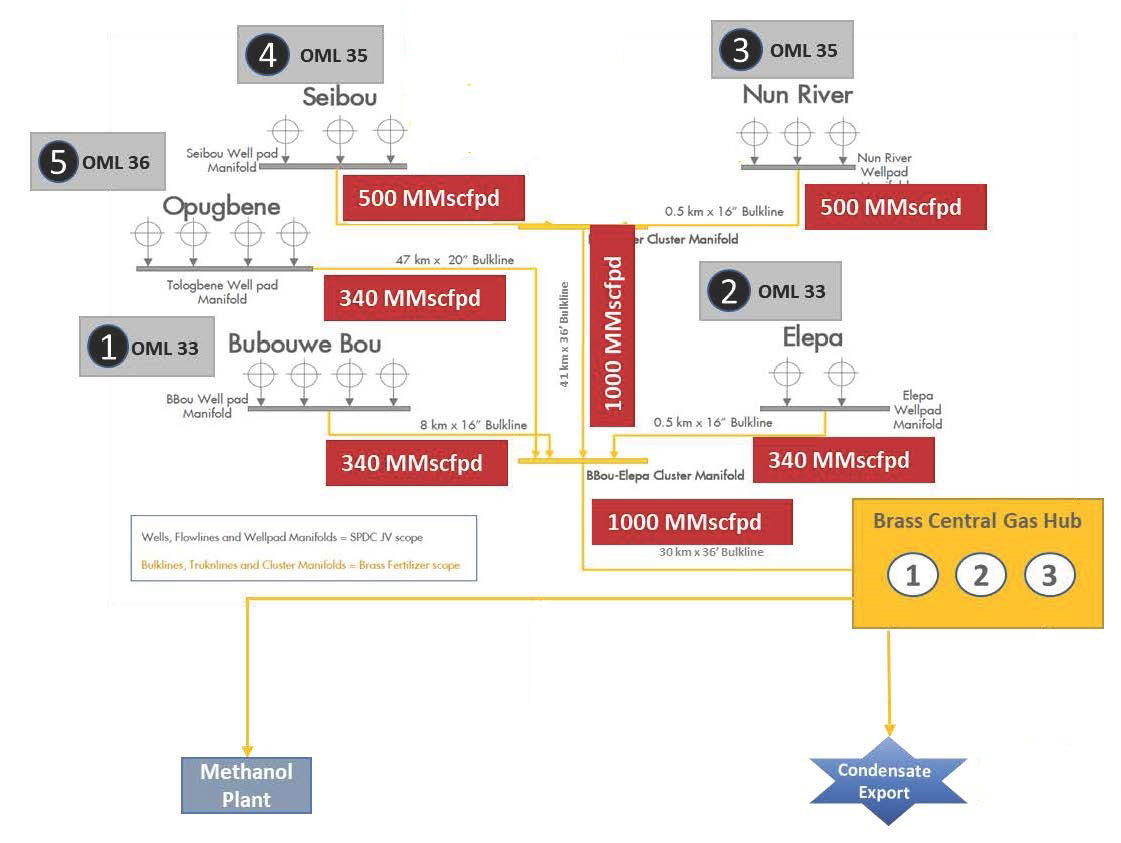 4 OML 35
Seibou
Seibou Well pad
Manifold
500 MMscfpd
3 OML 35
Nun River
Nun River
Wellpad
500 MMscfpd
0.5 km x 16” Bulkline
Cluster Manifold
5 OML 36
Opugbene
Tologbene Well pad
Manifold
47 km x 20” Bulkline
340 MMscfpd
41 km x 36’ Bulkline
1000 MMscfpd
2 OML 33
Elepa
Elepa
Wellpad
Manifold
0.5 km x 16” Bulkline
340 MMscfpd
1 OML 33
Bubouwe Bou
BBou Well pad
Manifold
8 km x 16” Bulkline
340 MMscfpd
BBou-Elepa Cluster Manifold
1000 MMscfpd
30 km x 36’ Bulkline
Wells, Flowlines and Wellpad Manifolds = SPDC JV scope
Bulklines, Truknlines and Cluster Manifolds = Brass Fertilizer scope
Brass Central Gas Hub
1 2 3
Methanol
Plant
Condensate
Export